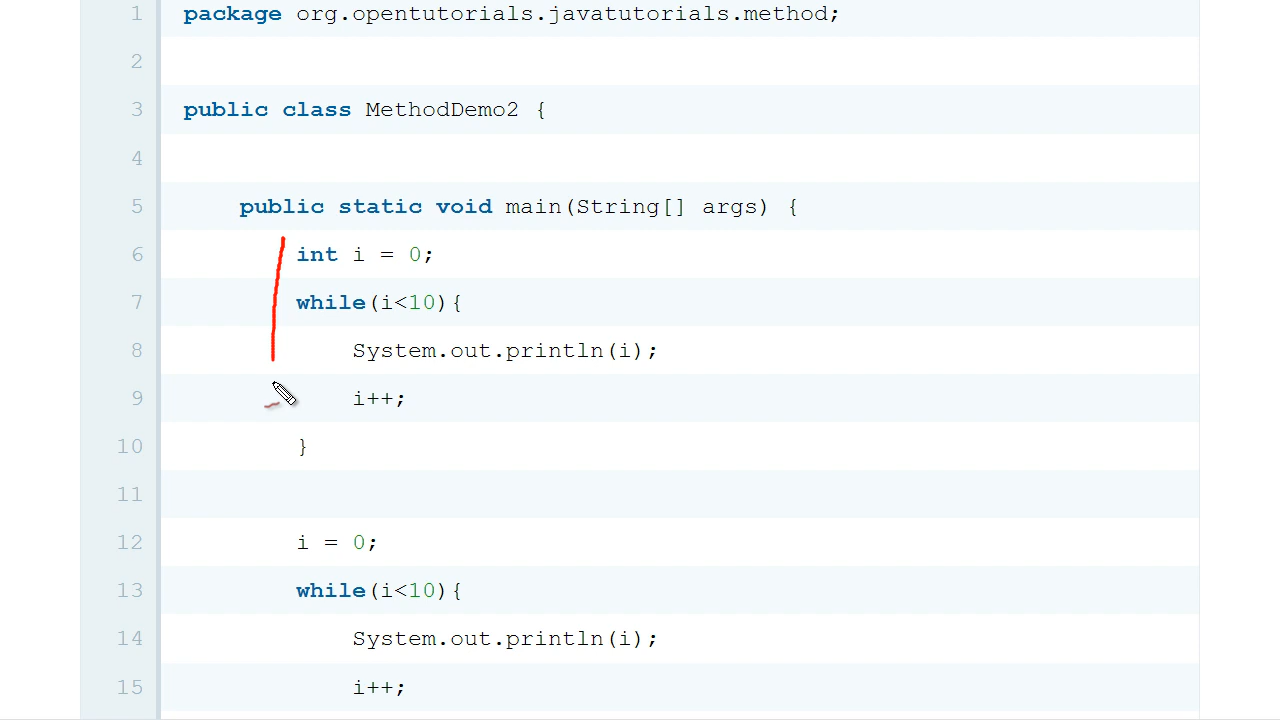 1 package org.opentutorials.javatutorials.method;
2
3 public class MethodDemo2 {
4
5     public static void main(String[] args) {
6         int i = 0;
7         while(i<10){
8             System.out.println(i);
9             i++;
10         }
11
12         i = 0;
13         while(i<10){
14             System.out.println(i);
15             i++;